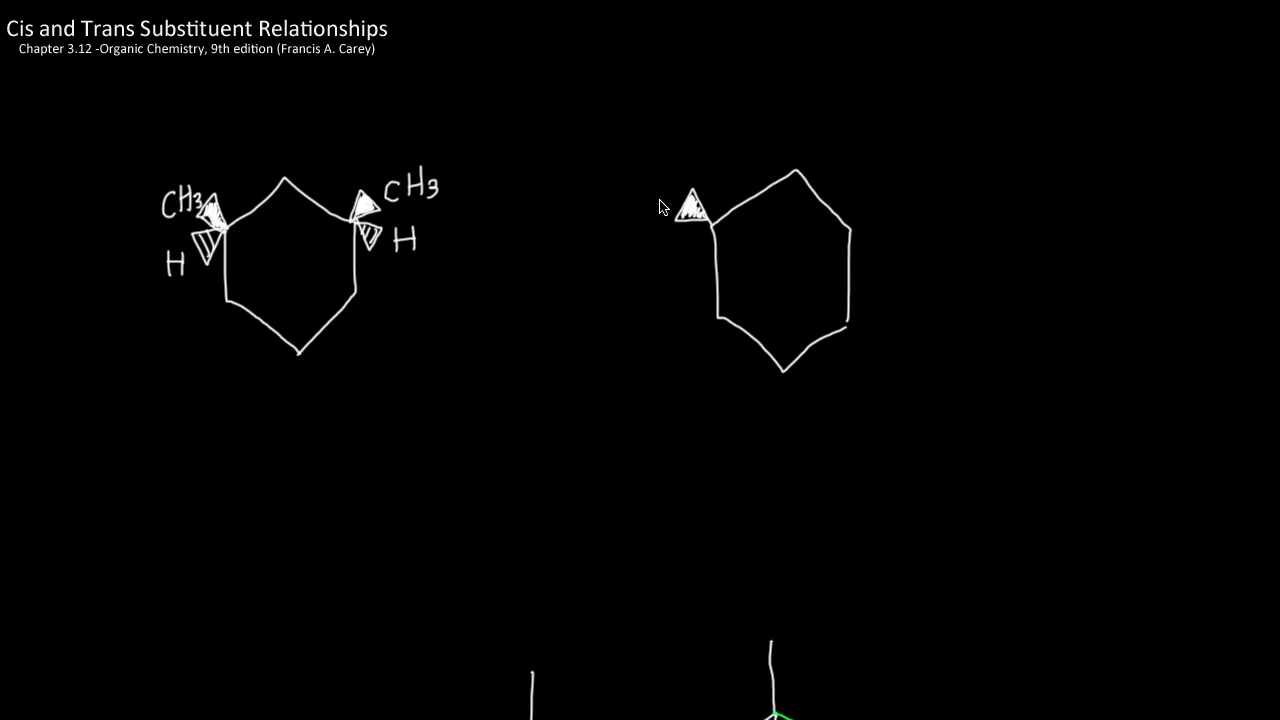 Cis and Trans Substituent Relationships
Chapter 3.12 -Organic Chemistry, 9th edition (Francis A. Carey)
CH3 CH3
H H